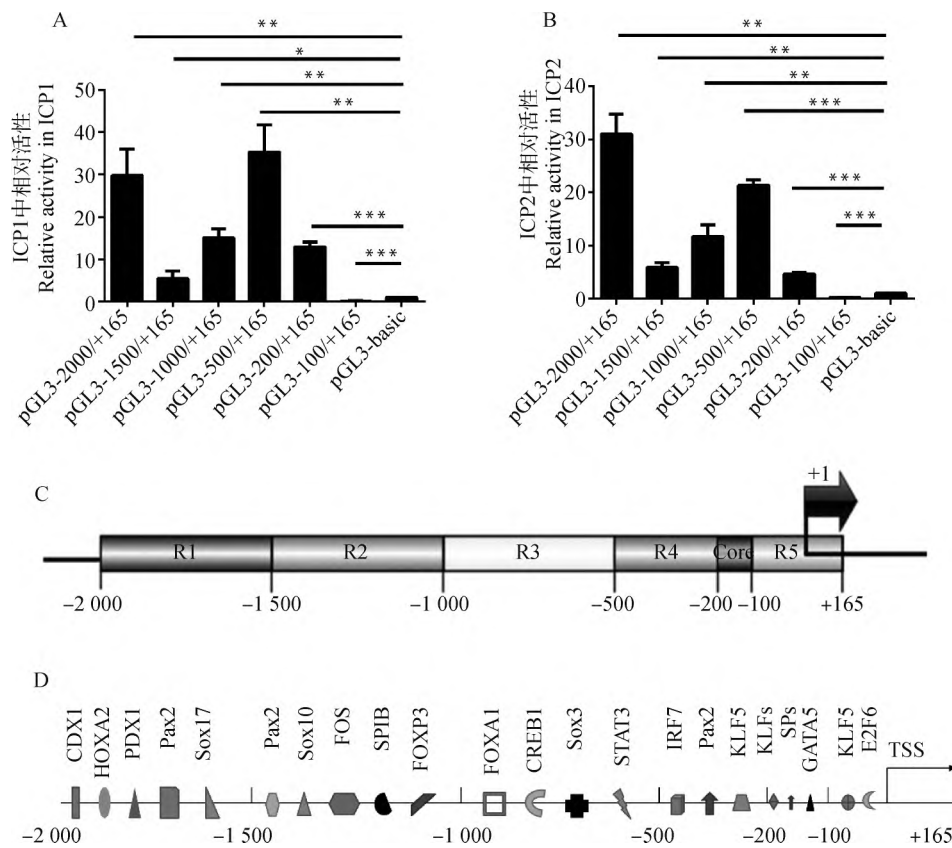 A
** 
*
**
**
***
***
50
40
30
20
10
0
ICP1中相对活性
Relative activity in ICP1
pGL3-2000/+165
pGL3-1500/+165
pGL3-1000/+165
pGL3-500/+165
pGL3-200/+165
pGL3-100/+165
pGL3-basic
B
**
**
**
***
***
***
40
30
20
10
0
ICP2中相对活性
Relative activity in ICP2
pGL3-2000/+165
pGL3-1500/+165
pGL3-1000/+165
pGL3-500/+165
pGL3-200/+165
pGL3-100/+165
pGL3-basic
C
+1
R1 R2 R3 R4 Core R5
−2 000 −1 500 −1 000 −500 −200 −100 +165
D
CDX1 HOXA2 PDX1 Pax2 Sox17 Pax2 Sox10 FOS SPIB FOXP3 FOXA1 CREB1 Sox3 STAT3 IRF7 Pax2 KLF5 KLFs SPs GATA5 KLF5 E2F6
TSS
−2 000 −1 500 −1 000 −500 −200 −100 +165